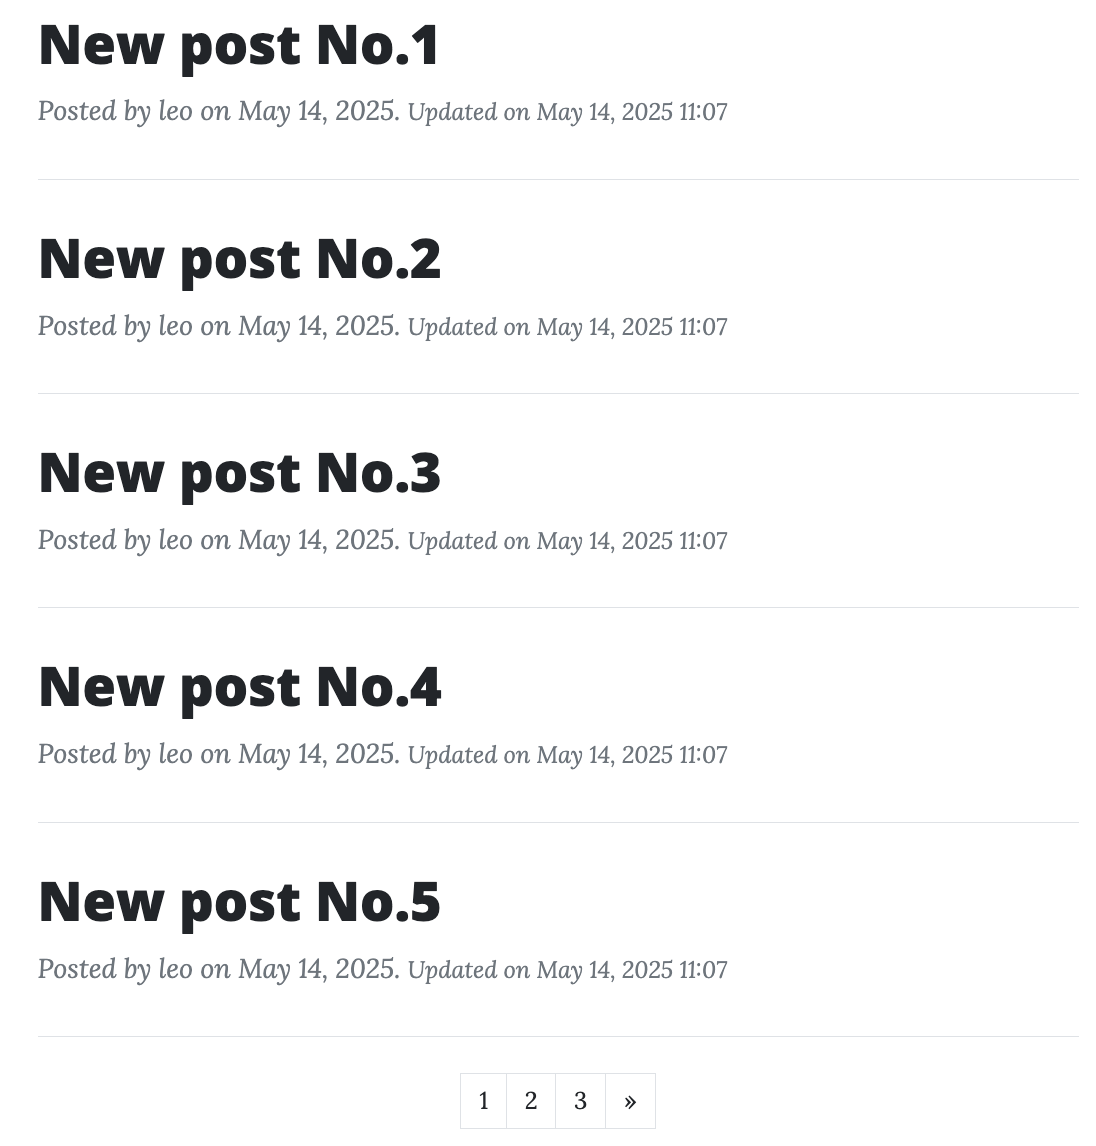 New post No.1
Posted by leo on May 14, 2025. Updated on May 14, 2025 11:07
New post No.2
Posted by leo on May 14, 2025. Updated on May 14, 2025 11:07
New post No.3
Posted by leo on May 14, 2025. Updated on May 14, 2025 11:07
New post No.4
Posted by leo on May 14, 2025. Updated on May 14, 2025 11:07
New post No.5
Posted by leo on May 14, 2025. Updated on May 14, 2025 11:07
1 2 3 »